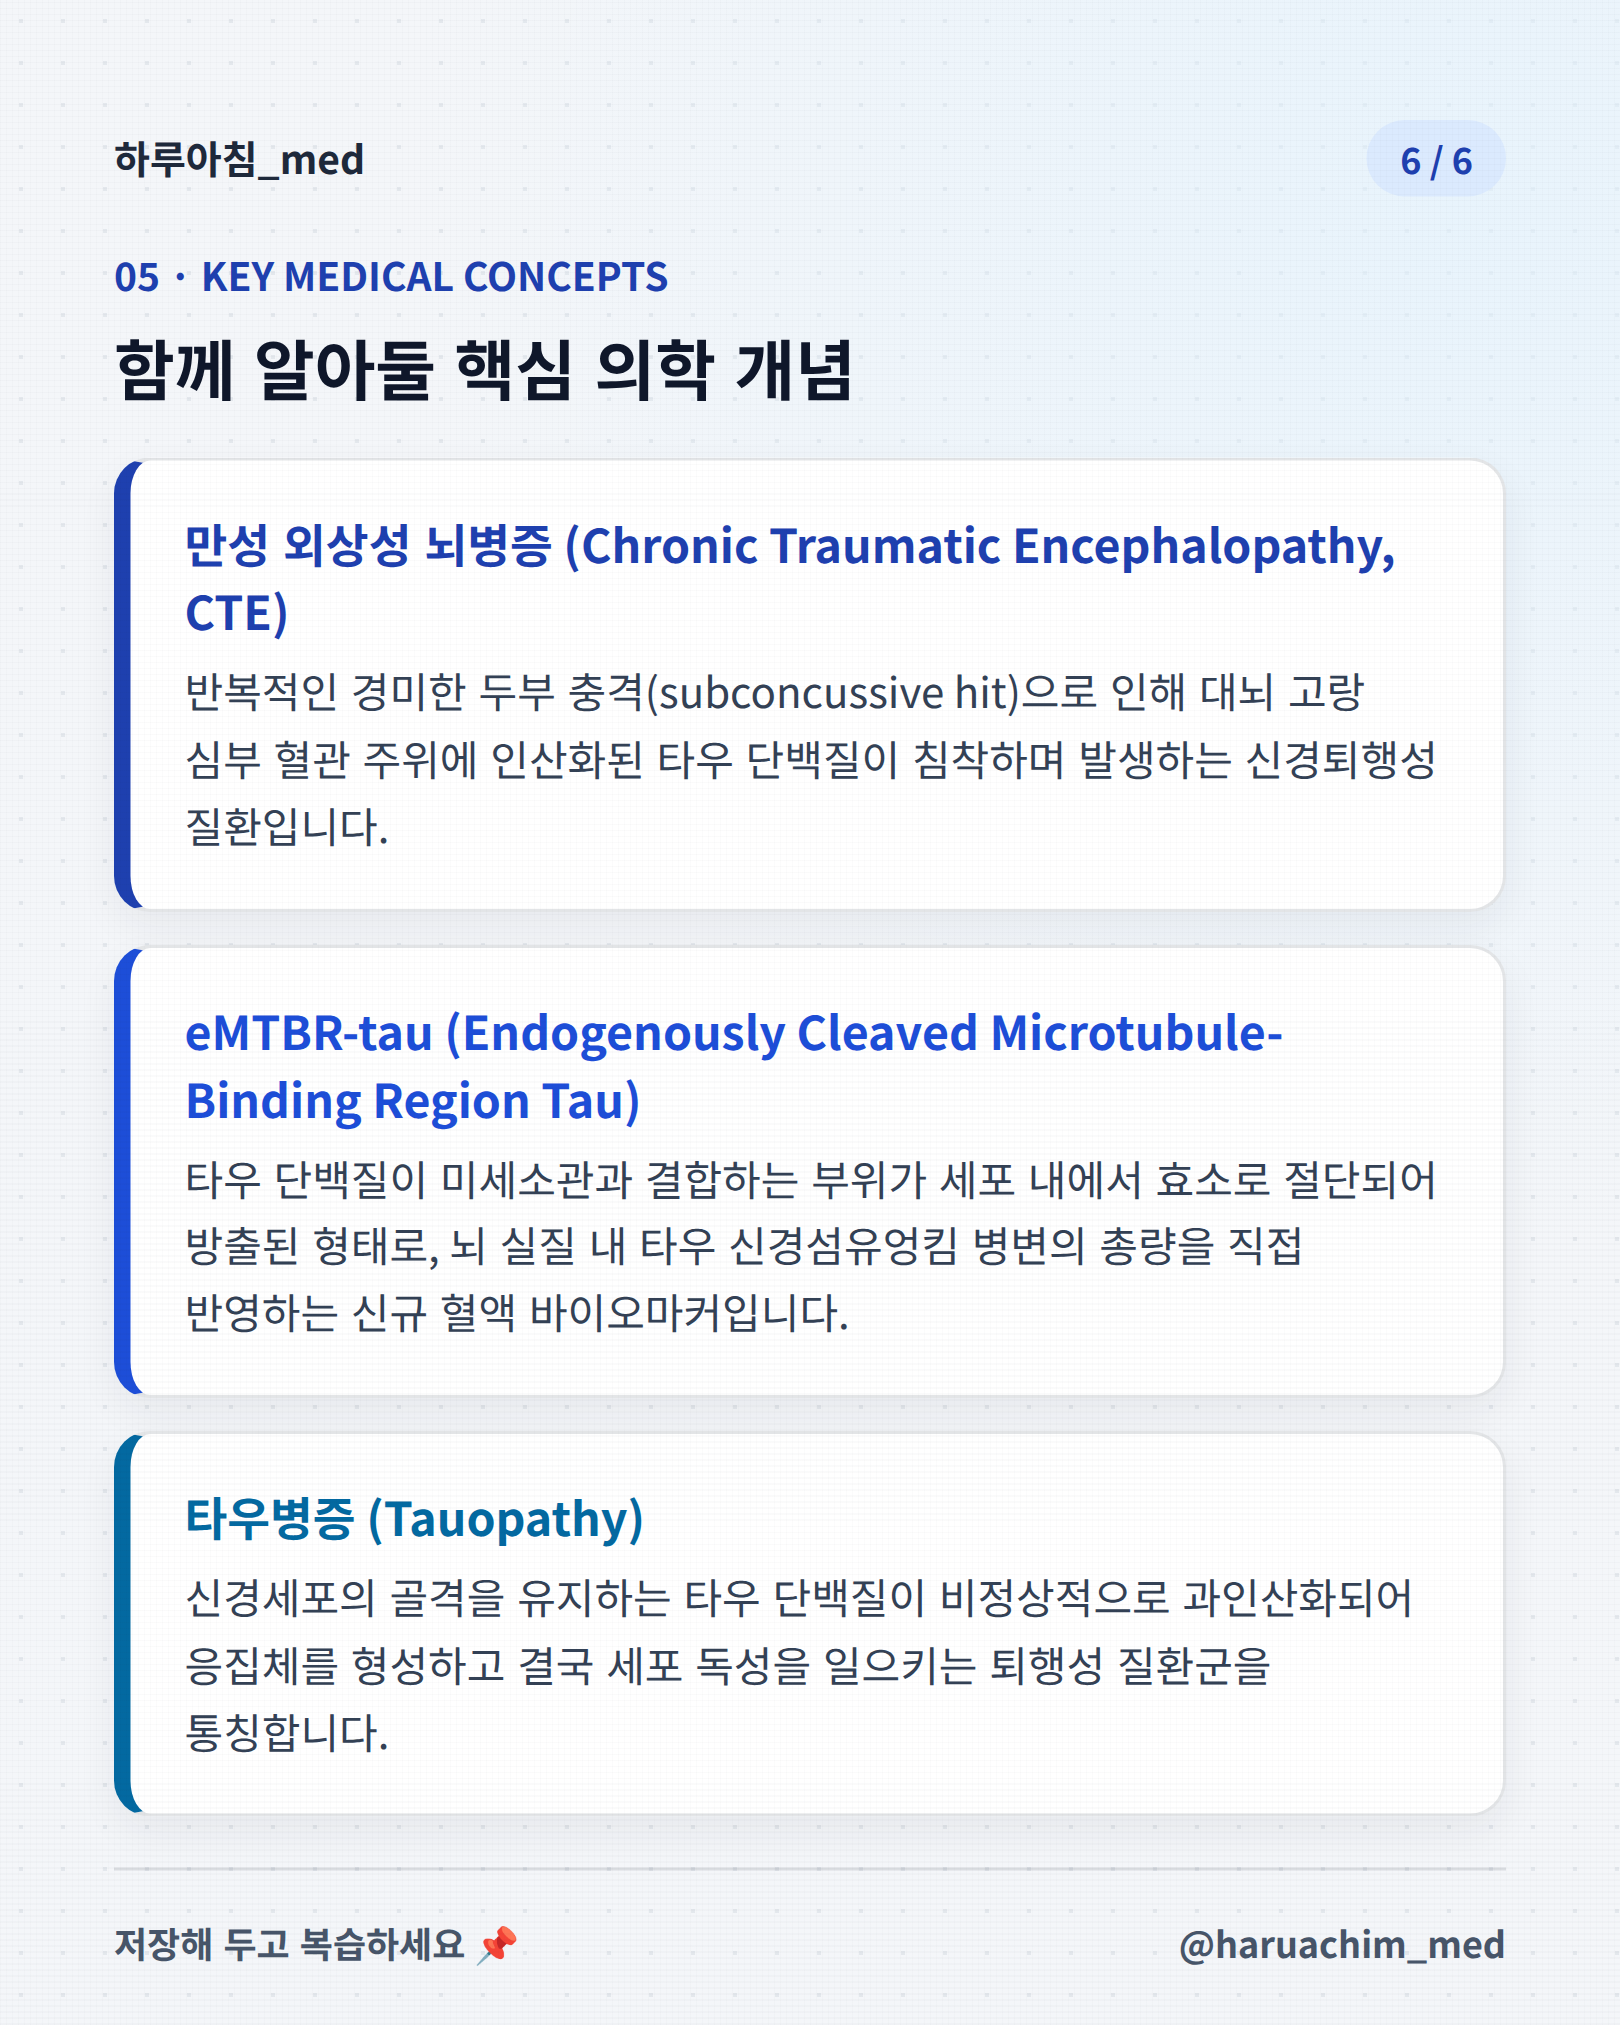 하루아침_med
6 / 6
05 · KEY MEDICAL CONCEPTS
함께 알아둘 핵심 의학 개념
만성 외상성 뇌병증 (Chronic Traumatic Encephalopathy,
CTE)
반복적인 경미한 두부 충격(subconcussive hit)으로 인해 대뇌 고랑
심부 혈관 주위에 인산화된 타우 단백질이 침착하며 발생하는 신경퇴행성
질환입니다.
eMTBR-tau (Endogenously Cleaved Microtubule-
Binding Region Tau)
타우 단백질이 미세소관과 결합하는 부위가 세포 내에서 효소로 절단되어
방출된 형태로, 뇌 실질 내 타우 신경섬유엉킴 병변의 총량을 직접
반영하는 신규 혈액 바이오마커입니다.
타우병증 (Tauopathy)
신경세포의 골격을 유지하는 타우 단백질이 비정상적으로 과인산화되어
응집체를 형성하고 결국 세포 독성을 일으키는 퇴행성 질환군을
통칭합니다.
저장해 두고 복습하세요 📌
@haruachim_med